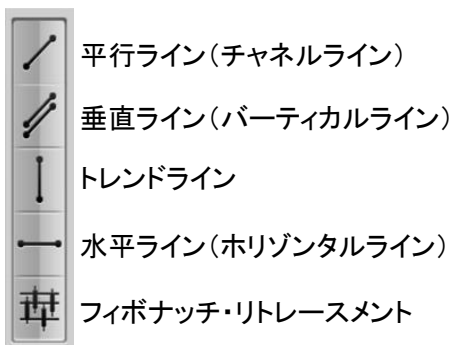 平行ライン(チャネルライン)
垂直ライン(バーティカルライン)
トレンドライン
水平ライン(ホリゾンタルライン)
フィボナッチ・リトレースメント